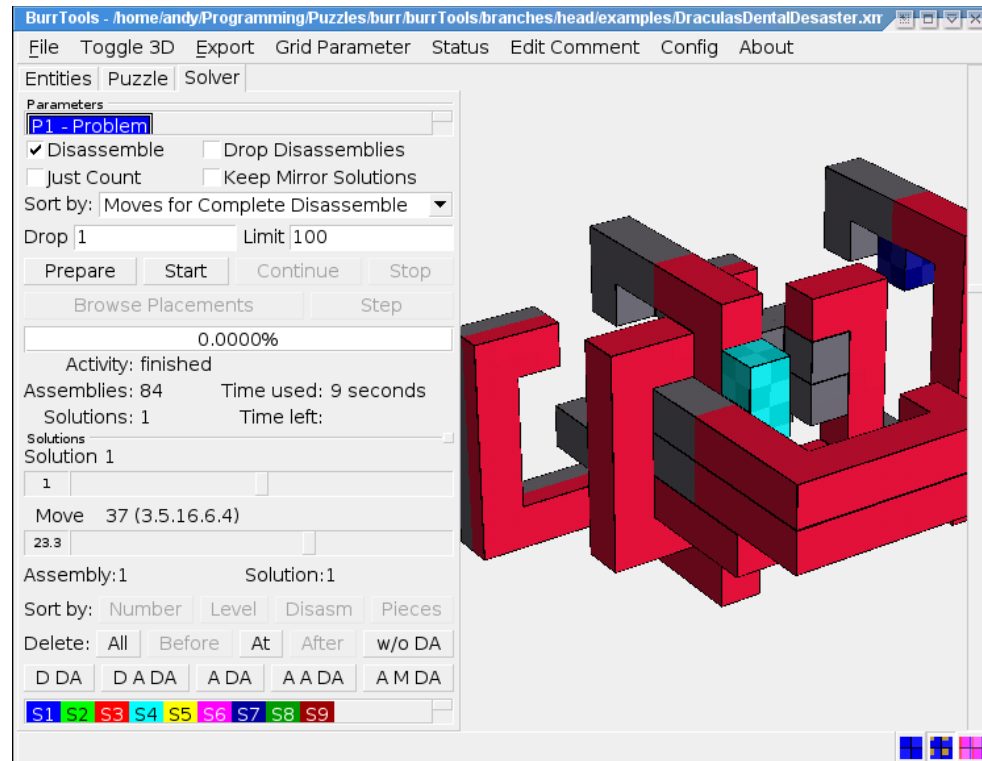 BurrTools - /home/andy/Programming/Puzzles/burr/burrTools/branches/head/examples/DraculasDentalDesaster.xm
File Toggle 3D Export Grid Parameter Status Edit Comment Config About
Entities Puzzle Solver
Parameters
P1 - Problem
Disassemble Drop Disassemblies
Just Count Keep Mirror Solutions
Sort by: Moves for Complete Disassemble
Drop 1 Limit 100
Prepare Start Continue Stop
Browse Placements Step
0.0000%
Activity: finished
Assemblies: 84 Time used: 9 seconds
Solutions: 1 Time left:
Solutions
Solution 1
1
Move 37 (3.5.16.6.4)
23.3
Assembly:1 Solution:1
Sort by: Number Level Disasm Pieces
Delete: All Before At After w/o DA
D DA D A DA A DA A A DA A M DA
S1 S2 S3 S4 S5 S6 S7 S8 S9